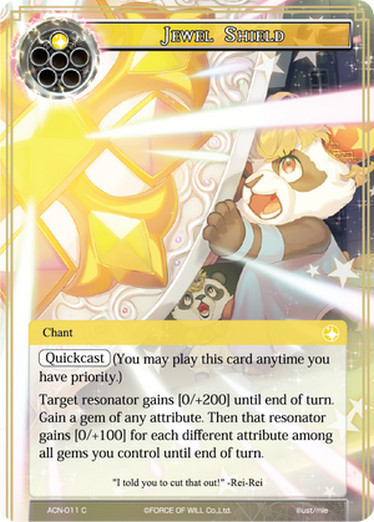 Jewel Shield
Chant
Quickcast (You may play this card anytime you
have priority.)
Target resonator gains [0/+200] until end of turn.
Gain a gem of any attribute. Then that resonator
gains [0/+100] for each different attribute among
all gems you control until end of turn.
"I told you to cut that out!" -Rei-Rei
ACN-011 C ©FORCE OF WILL Co.,Ltd. Illust/mie